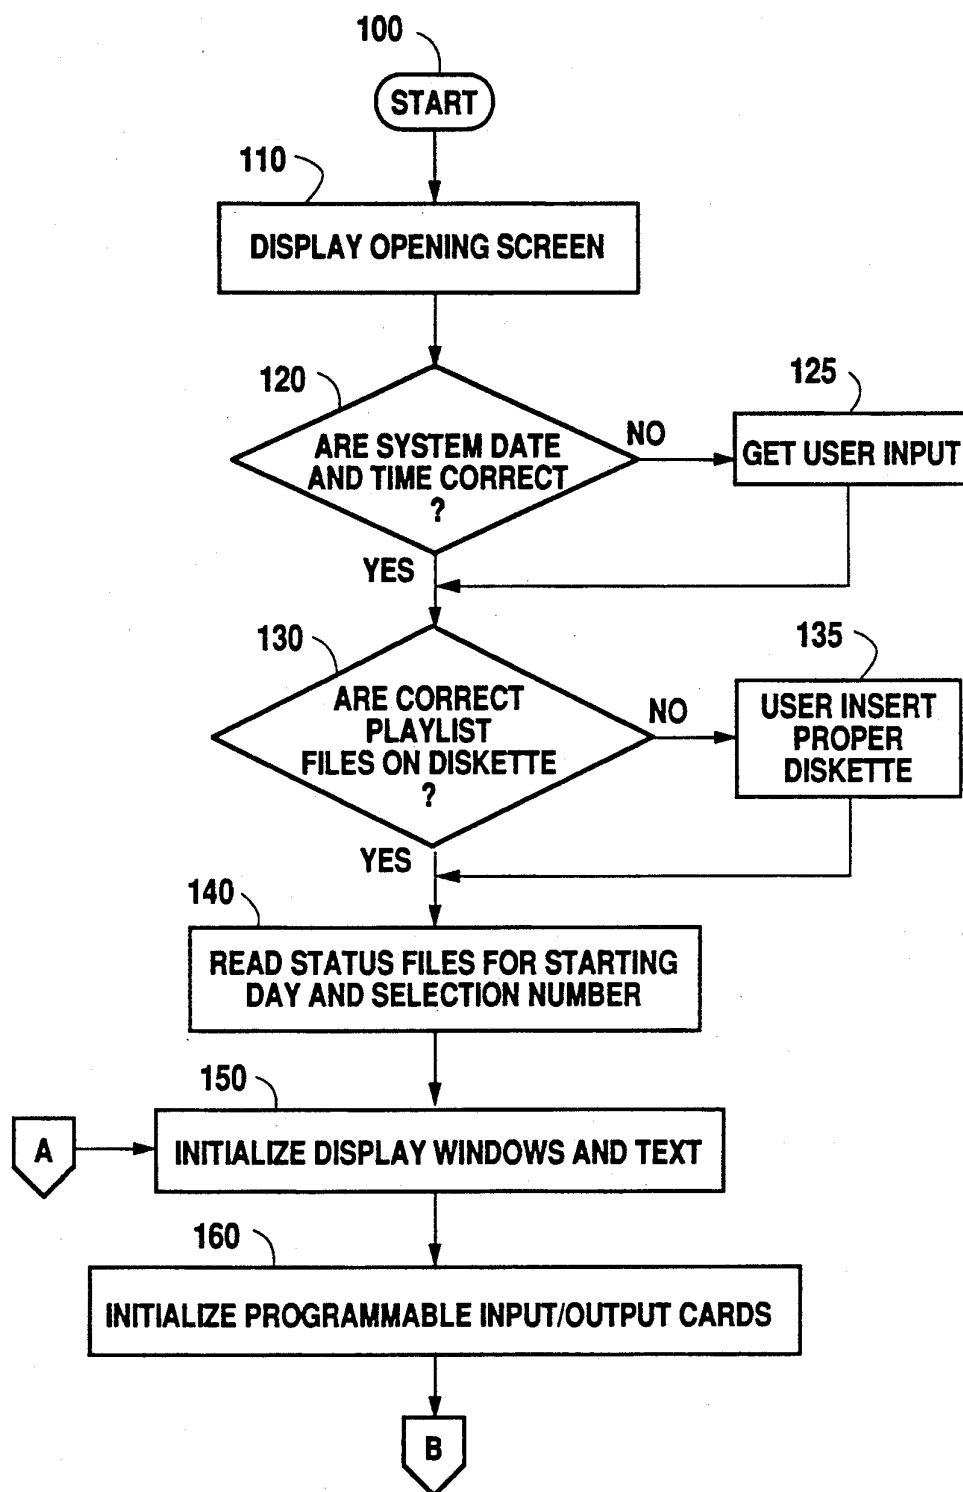 100
START
110
DISPLAY OPENING SCREEN
120
ARE SYSTEM DATE
AND TIME CORRECT
?
NO
125
GET USER INPUT
YES
130
ARE CORRECT
PLAYLIST
FILES ON DISKETTE
?
NO
135
USER INSERT
PROPER
DISKETTE
YES
140
READ STATUS FILES FOR STARTING
DAY AND SELECTION NUMBER
150
A
INITIALIZE DISPLAY WINDOWS AND TEXT
160
INITIALIZE PROGRAMMABLE INPUT/OUTPUT CARDS
B